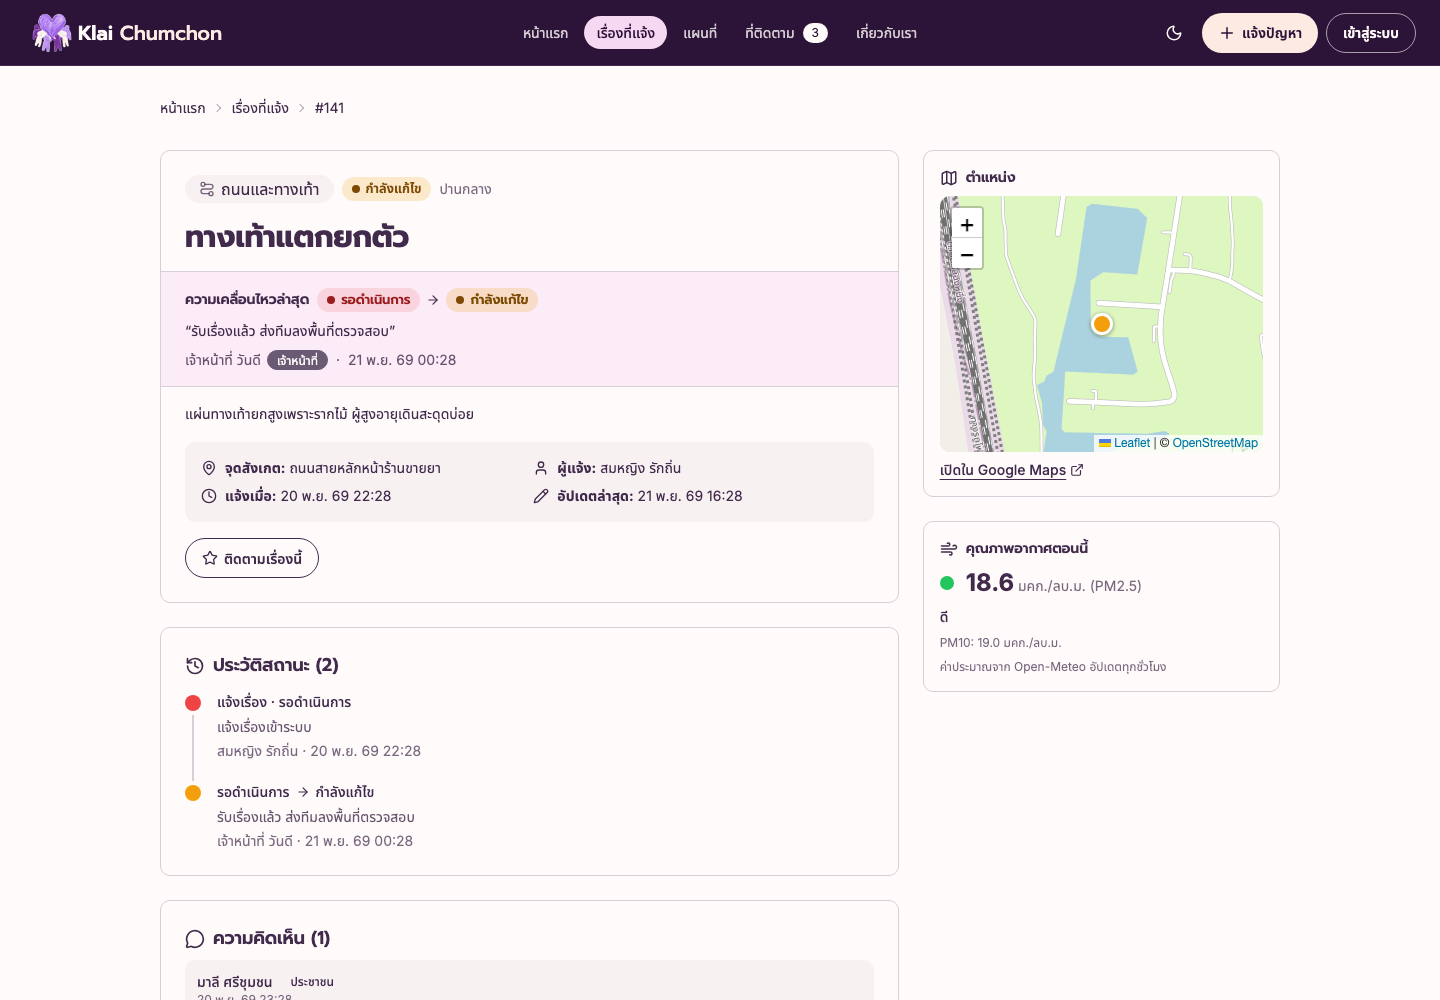 Klai Chumchon
หน้าแรก
เรื่องที่แจ้ง
แผนที่
ที่ติดตาม 3
เกี่ยวกับเรา
แจ้งปัญหา
เข้าสู่ระบบ
หน้าแรก > เรื่องที่แจ้ง > #141
ถนนและทางเท้า กำลังแก้ไข ปานกลาง
ทางเท้าแตกยกตัว
ความเคลื่อนไหวล่าสุด รอดำเนินการ → กำลังแก้ไข
“รับเรื่องแล้ว ส่งทีมลงพื้นที่ตรวจสอบ”
เจ้าหน้าที่ วันดี เจ้าหน้าที่ · 21 พ.ย. 69 00:28
แผ่นทางเท้ายกสูงเพราะรากไม้ ผู้สูงอายุเดินสะดุดบ่อย
จุดสังเกต: ถนนสายหลักหน้าร้านขายยา
ผู้แจ้ง: สมหญิง รักถิ่น
แจ้งเมื่อ: 20 พ.ย. 69 22:28
อัปเดตล่าสุด: 21 พ.ย. 69 16:28
ติดตามเรื่องนี้
ประวัติสถานะ (2)
แจ้งเรื่อง · รอดำเนินการ
แจ้งเรื่องเข้าระบบ
สมหญิง รักถิ่น · 20 พ.ย. 69 22:28
รอดำเนินการ → กำลังแก้ไข
รับเรื่องแล้ว ส่งทีมลงพื้นที่ตรวจสอบ
เจ้าหน้าที่ วันดี · 21 พ.ย. 69 00:28
ความคิดเห็น (1)
มาลี ศรีชุมชน ประชาชน
20 พ.ย. 69 23:28
ตำแหน่ง
+
−
Leaflet | © OpenStreetMap
เปิดใน Google Maps
คุณภาพอากาศตอนนี้
18.6 มคก./ลบ.ม. (PM2.5)
ดี
PM10: 19.0 มคก./ลบ.ม.
ค่าประมาณจาก Open-Meteo อัปเดตทุกชั่วโมง